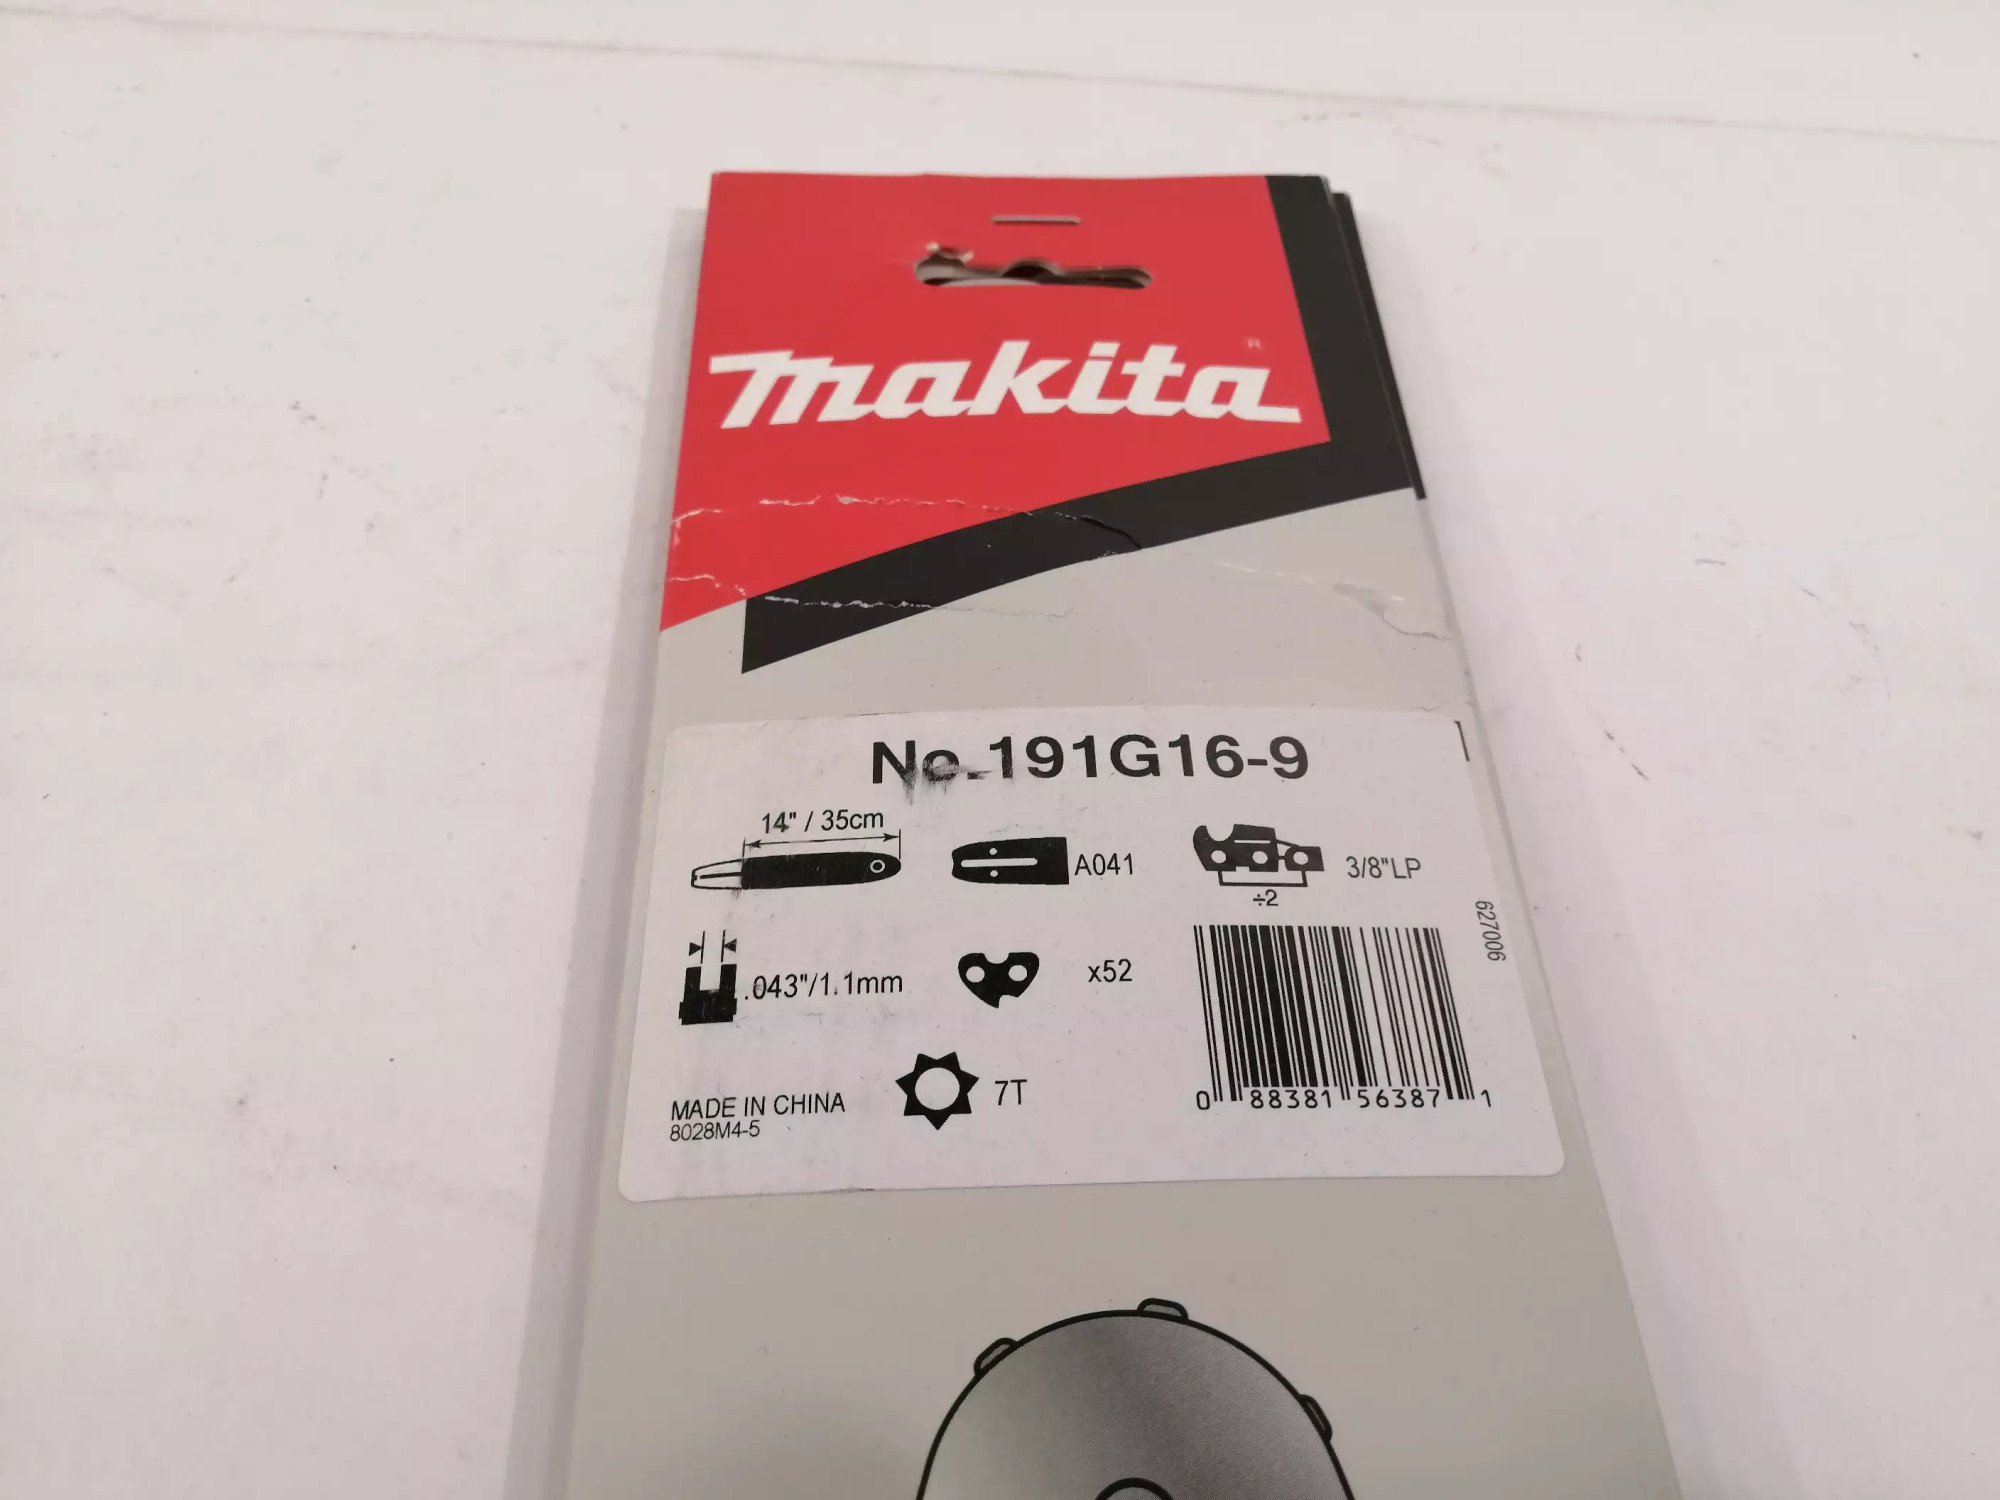 makita
R
No.191G16-9
14" / 35cm
A041
3/8"LP
÷2
.043"/1.1mm
x52
627006
7T
MADE IN CHINA
8028M4-5
0 88381 56387 1